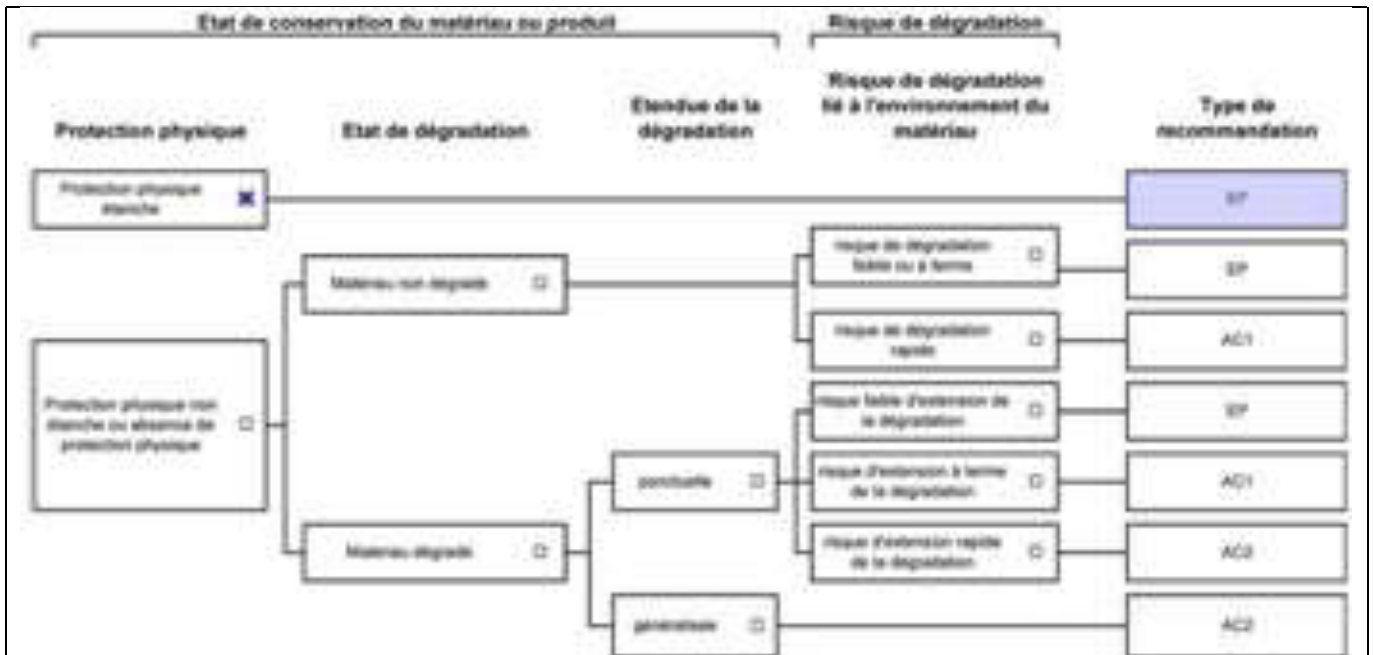 Etat de conservation du matériau ou produit
Risque de dégradation
Protection physique
Etat de dégradation
Etendue de la
dégradation
Risque de dégradation
lié à l'environnement du
matériau
Type de
recommandation
Protection physique
étanche
EP
Matériau non dégradé
risque de dégradation
faible ou à terme
EP
risque de dégradation
rapide
AC1
Protection physique non
étanche ou absence de
protection physique
risque faible d'extension de
la dégradation
EP
ponctuelle
risque d'extension à terme
de la dégradation
AC1
Matériau dégradé
risque d'extension rapide
de la dégradation
AC2
généralisée
AC2